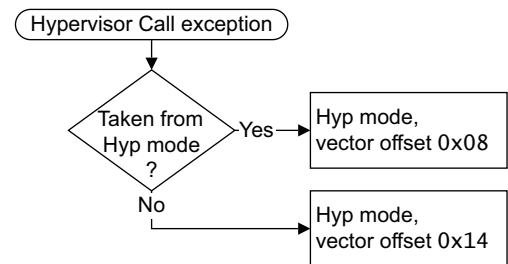 Hypervisor Call exception
Taken from
Hyp mode
?
Yes
Hyp mode,
vector offset 0x08
No
Hyp mode,
vector offset 0x14